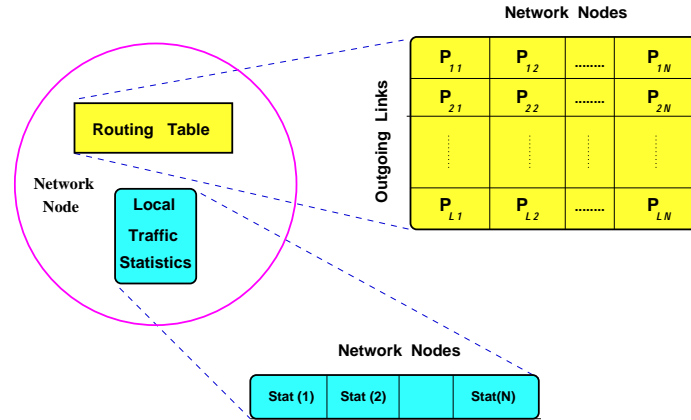 Network Nodes
P11 P12 ........ P1N
P21 P22 ........ P2N
Outgoing Links
PL1 PL2 ........ PLN
Routing Table
Network
Node
Local
Traffic
Statistics
Network Nodes
Stat (1) Stat (2) Stat(N)